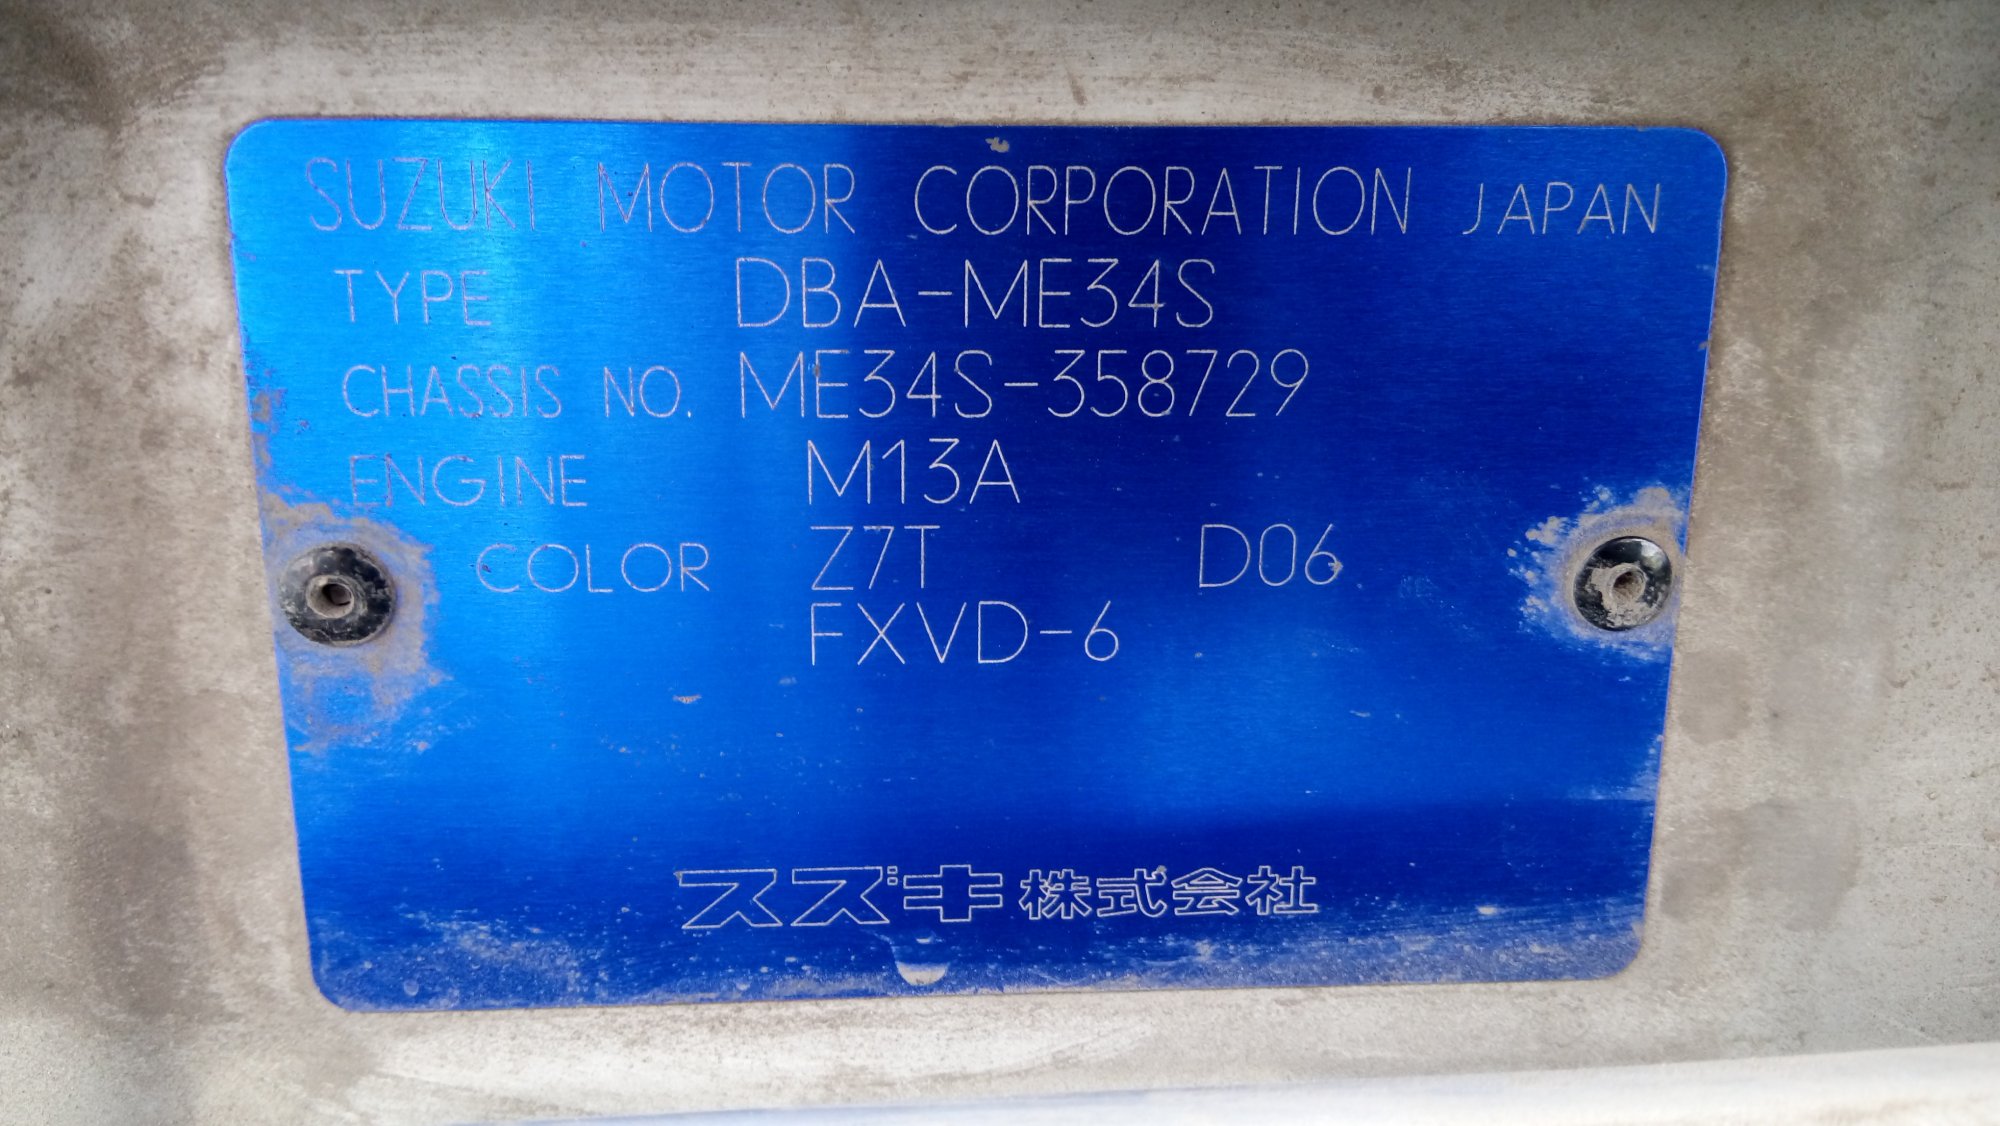 SUZUKI MOTOR CORPORATION JAPAN
TYPE DBA-ME34S
CHASSIS NO. ME34S-358729
ENGINE M13A
COLOR Z7T D06
FXVD-6
スズキ株式会社